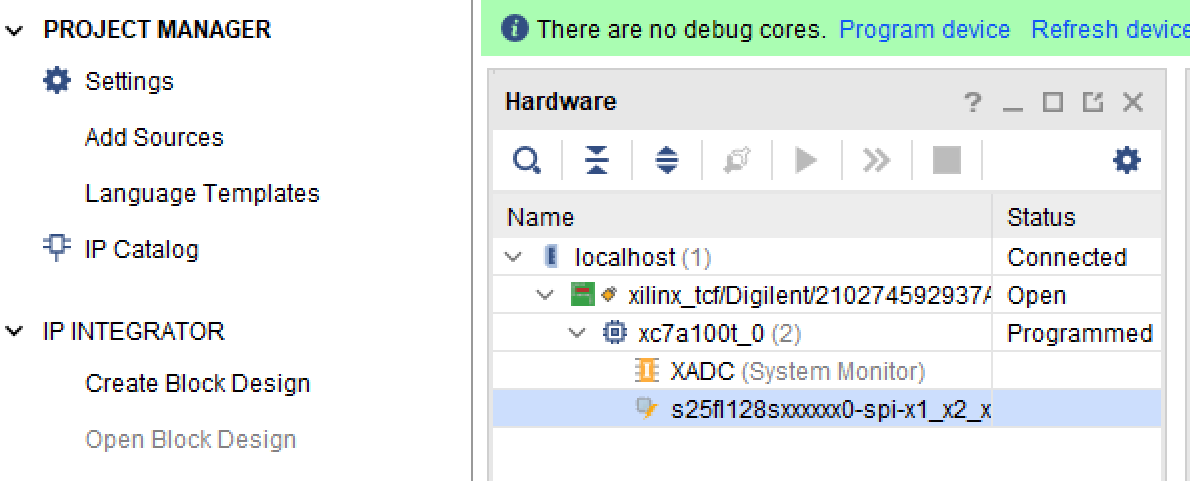 PROJECT MANAGER
Settings
Add Sources
Language Templates
IP Catalog
IP INTEGRATOR
Create Block Design
Open Block Design
There are no debug cores. Program device Refresh device
Hardware
Name Status
localhost (1) Connected
xilinx_tcf/Digilent/210274592937A Open
xc7a100t_0 (2) Programmed
XADC (System Monitor)
s25fl128sxxxxxx0-spi-x1_x2_x